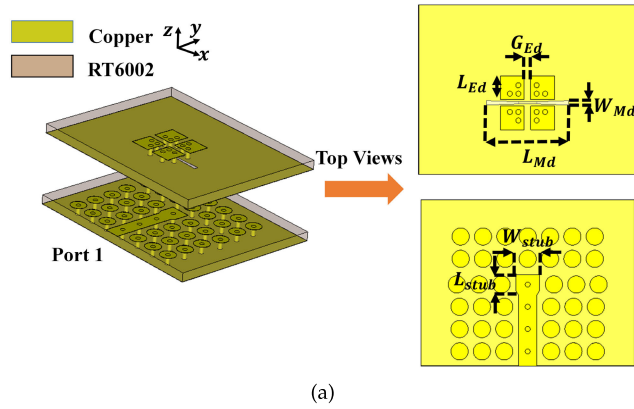 Copper
RT6002
z y
x
Port 1
Top Views
G_Ed
L_Ed
W_Md
L_Md
W_stub
L_stub
(a)